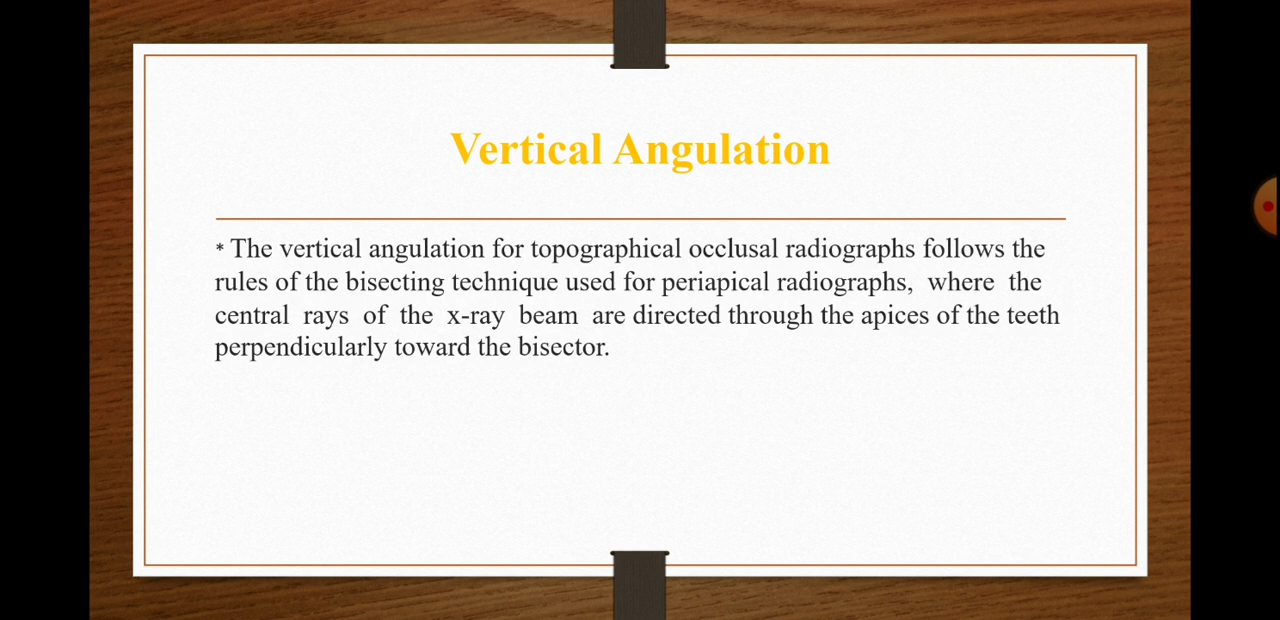 Vertical Angulation
* The vertical angulation for topographical occlusal radiographs follows the
rules of the bisecting technique used for periapical radiographs, where the
central rays of the x-ray beam are directed through the apices of the teeth
perpendicularly toward the bisector.